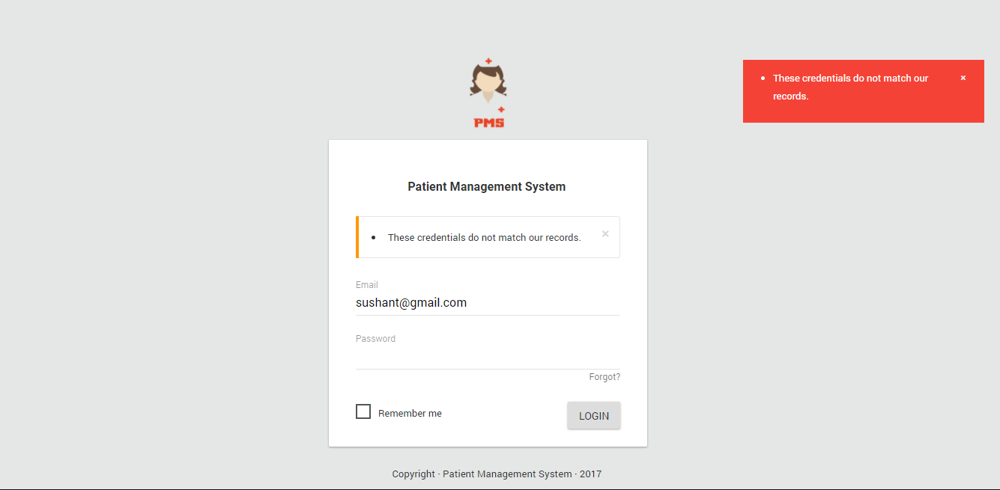 PMS
• These credentials do not match our
records.
×
Patient Management System
• These credentials do not match our records.
×
Email
sushant@gmail.com
Password
Forgot?
Remember me
LOGIN
Copyright · Patient Management System · 2017